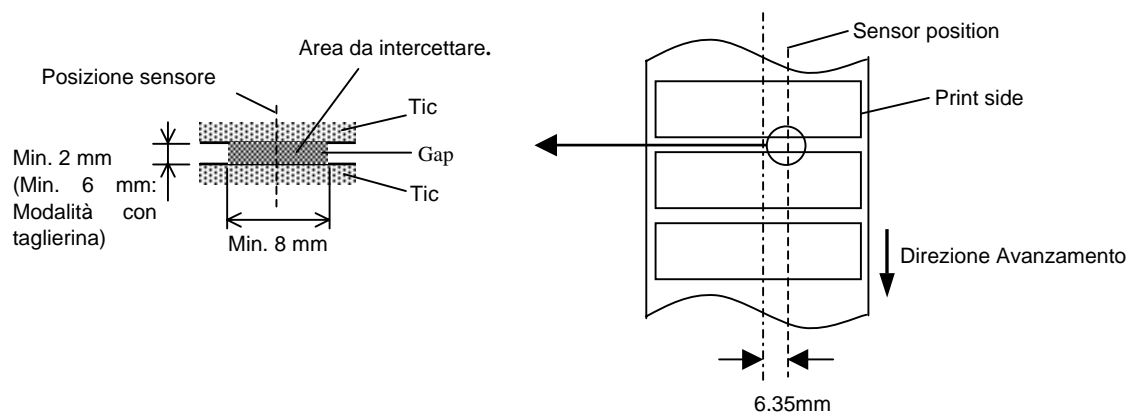 Area da intercettare.
Posizione sensore
Tic
Gap
Tic
Min. 2 mm
(Min. 6 mm:
Modalità con
taglierina)
Min. 8 mm
Sensor position
Print side
Direzione Avanzamento
6.35mm